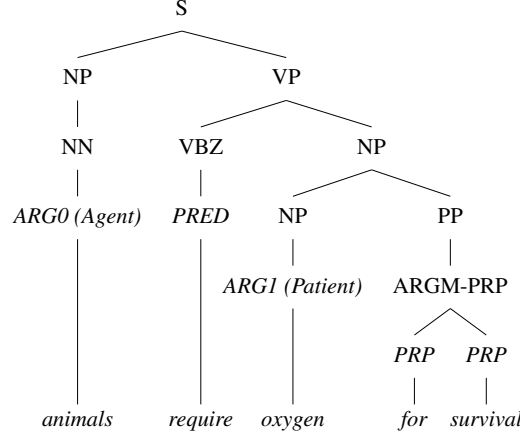 S
NP VP
NN VBZ NP
ARG0 (Agent) PRED NP PP
ARG1 (Patient) ARGM-PRP
PRP PRP
animals require oxygen for survival